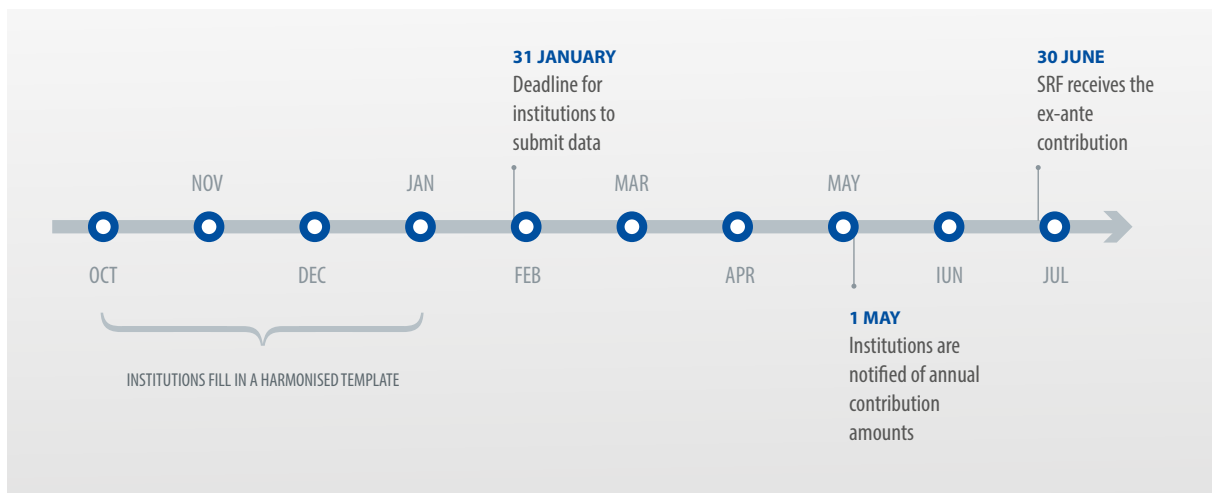 31 JANUARY
Deadline for
institutions to
submit data
30 JUNE
SRF receives the
ex-ante
contribution
NOV
JAN
MAR
MAY
OCT
DEC
FEB
APR
IUN
JUL
1 MAY
Institutions are
notified of annual
contribution
amounts
INSTITUTIONS FILL IN A HARMONISED TEMPLATE